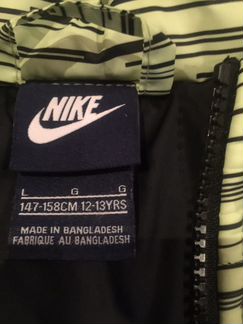 NIKE
L G G
147-158CM 12-13YRS
MADE IN BANGLADESH
FABRIQUE AU BANGLADESH